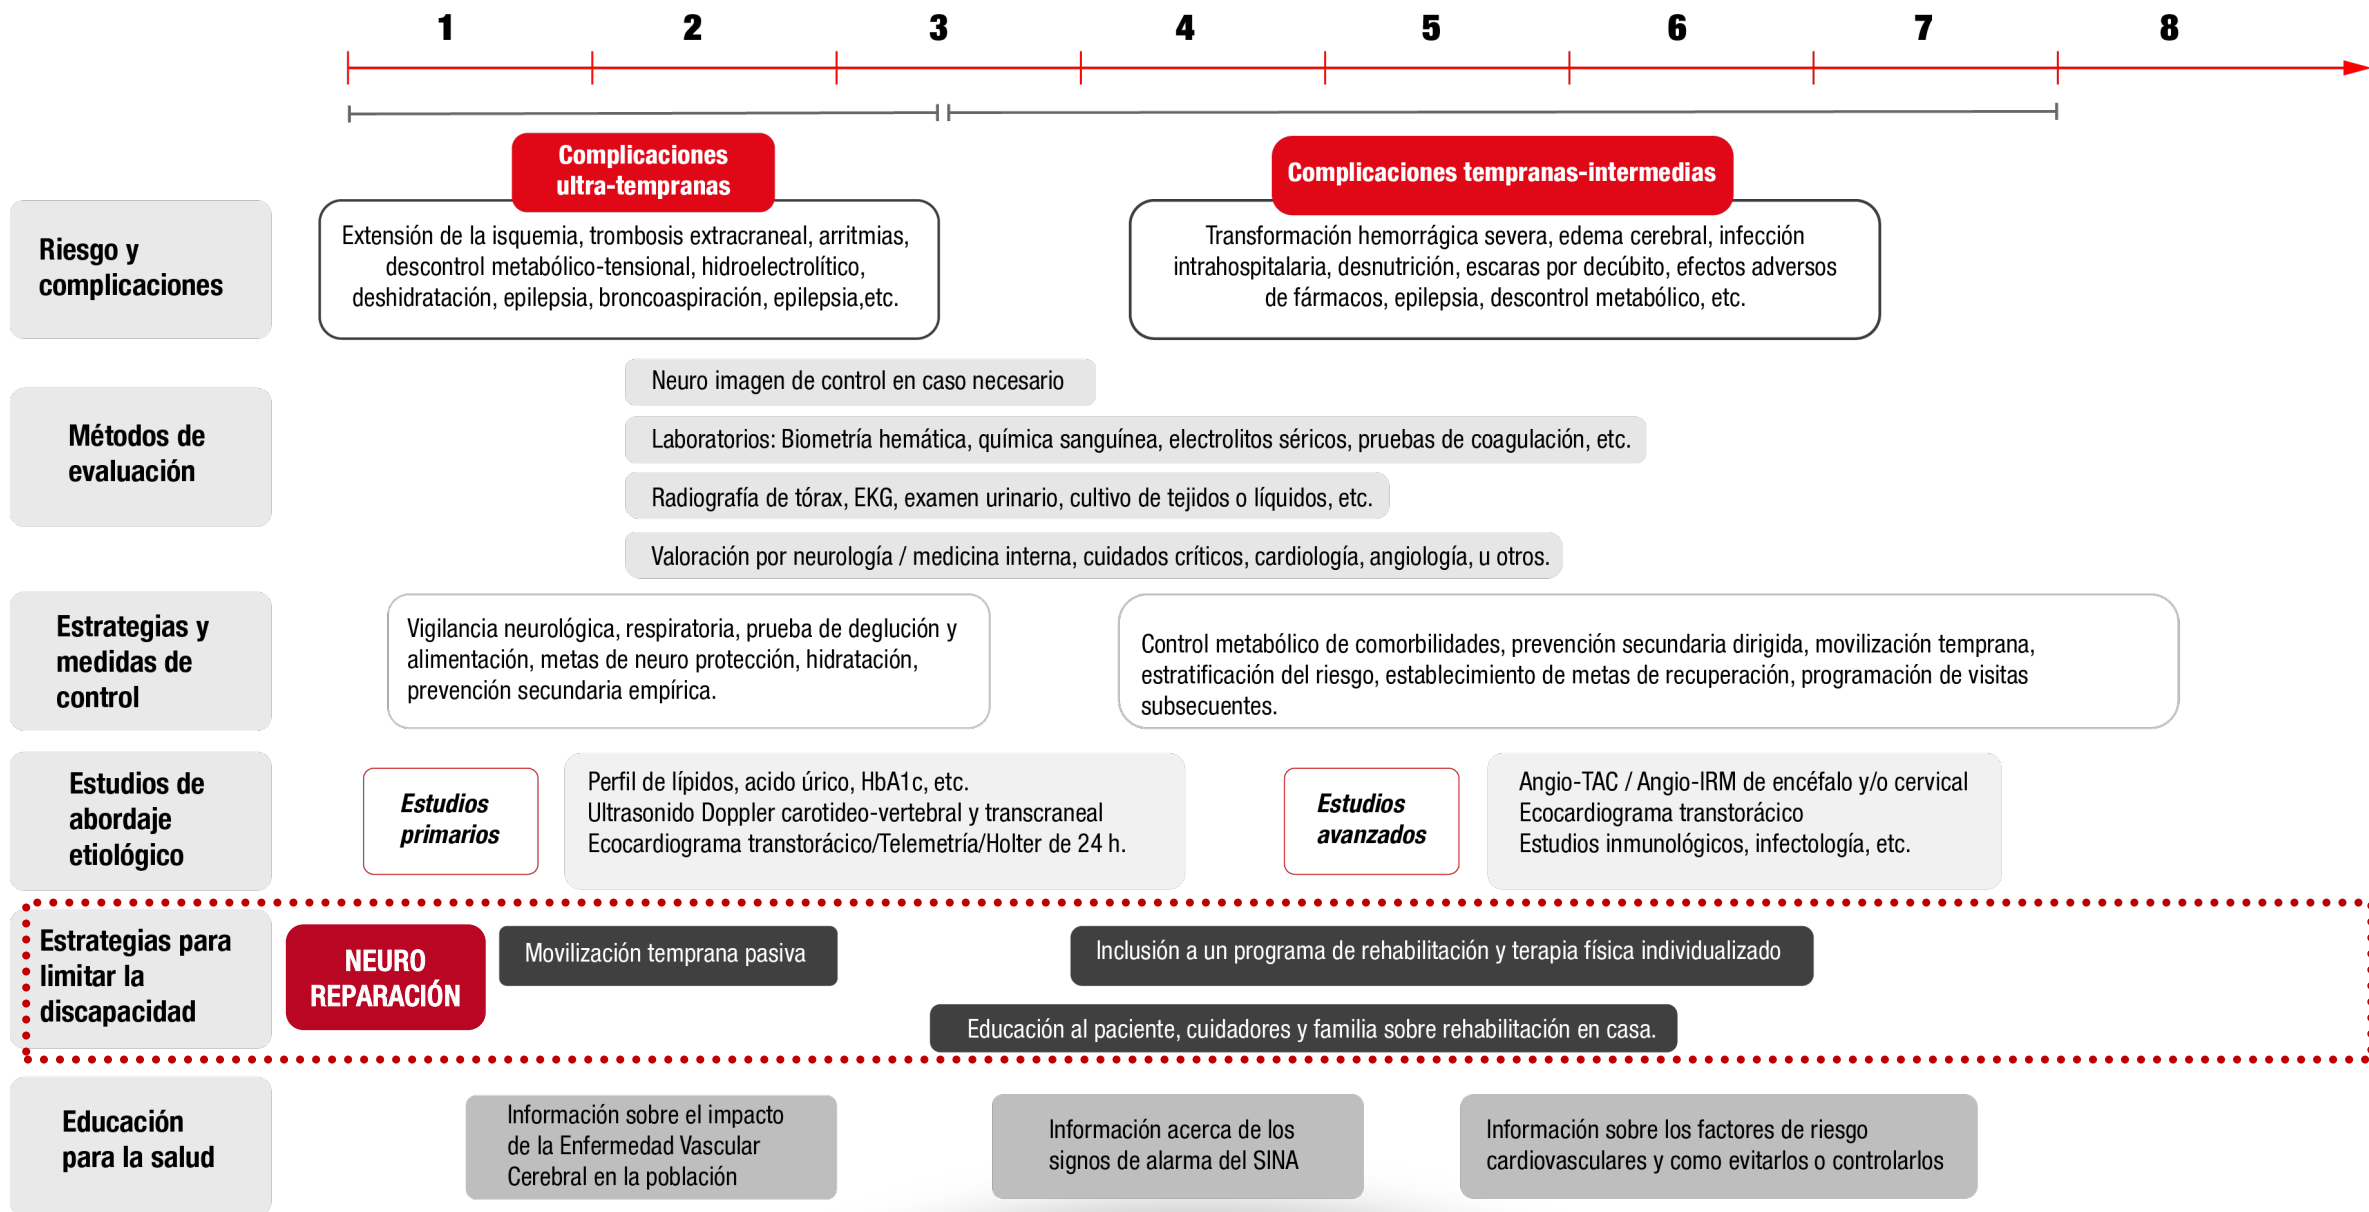 1 2 3 4 5 6 7 8
Complicaciones
ultra-tempranas
Complicaciones tempranas-intermedias
Riesgo y
complicaciones
Extensión de la isquemia, trombosis extracraneal, arritmias,
descontrol metabólico-tensional, hidroelectrolítico,
deshidratación, epilepsia, broncoaspiración, epilepsia,etc.
Transformación hemorrágica severa, edema cerebral, infección
intrahospitalaria, desnutrición, escaras por decúbito, efectos adversos
de fármacos, epilepsia, descontrol metabólico, etc.
Métodos de
evaluación
Neuro imagen de control en caso necesario
Laboratorios: Biometría hemática, química sanguínea, electrolitos séricos, pruebas de coagulación, etc.
Radiografía de tórax, EKG, examen urinario, cultivo de tejidos o líquidos, etc.
Valoración por neurología / medicina interna, cuidados críticos, cardiología, angiología, u otros.
Estrategias y
medidas de
control
Vigilancia neurológica, respiratoria, prueba de deglución y
alimentación, metas de neuro protección, hidratación,
prevención secundaria empírica.
Control metabólico de comorbilidades, prevención secundaria dirigida, movilización temprana,
estratificación del riesgo, establecimiento de metas de recuperación, programación de visitas
subsecuentes.
Estudios de
abordaje
etiológico
Estudios
primarios
Perfil de lípidos, acido úrico, HbA1c, etc.
Ultrasonido Doppler carotideo-vertebral y transcraneal
Ecocardiograma transtorácico/Telemetría/Holter de 24 h.
Estudios
avanzados
Angio-TAC / Angio-IRM de encéfalo y/o cervical
Ecocardiograma transtorácico
Estudios inmunológicos, infectología, etc.
Estrategias para
limitar la
discapacidad
NEURO
REPARACIÓN
Movilización temprana pasiva
Inclusión a un programa de rehabilitación y terapia física individualizado
Educación al paciente, cuidadores y familia sobre rehabilitación en casa.
Educación
para la salud
Información sobre el impacto
de la Enfermedad Vascular
Cerebral en la población
Información acerca de los
signos de alarma del SINA
Información sobre los factores de riesgo
cardiovasculares y como evitarlos o controlarlos